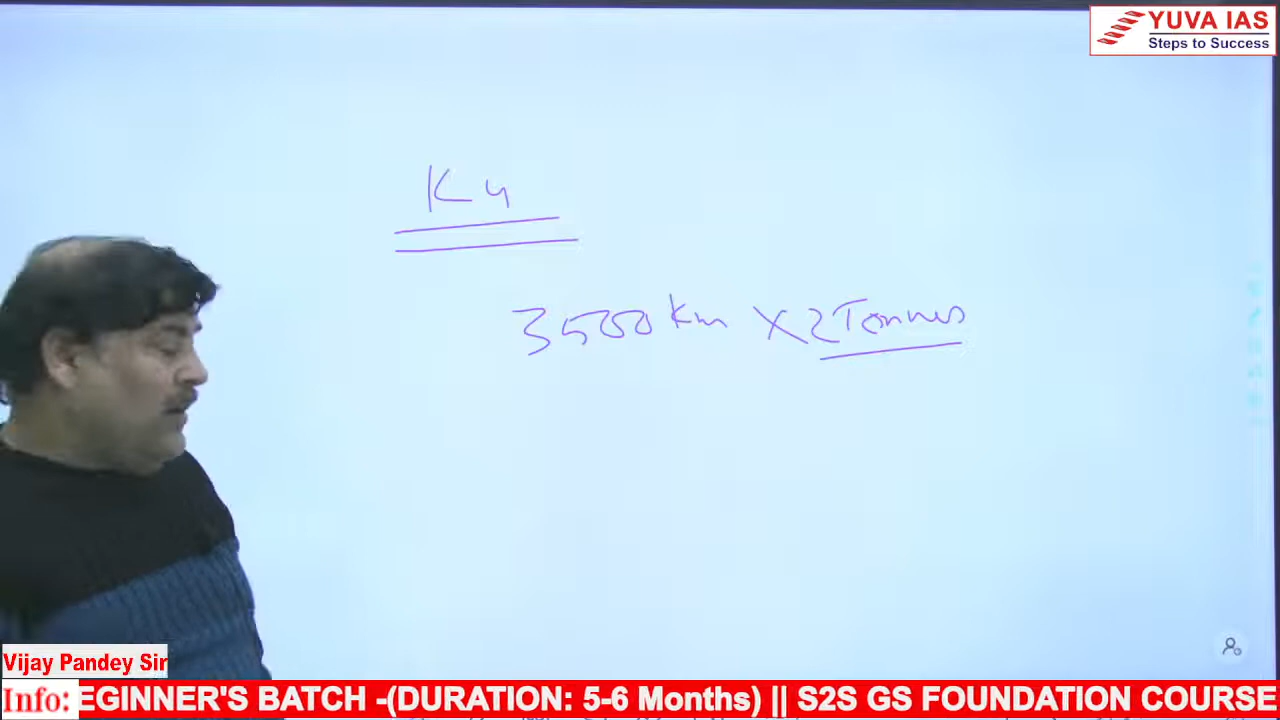 YUVA IAS
Steps to Success
K4
3500 km X 2 Tonnes
Vijay Pandey Sir
Info: EGINNER'S BATCH -(DURATION: 5-6 Months) || S2S GS FOUNDATION COURSE